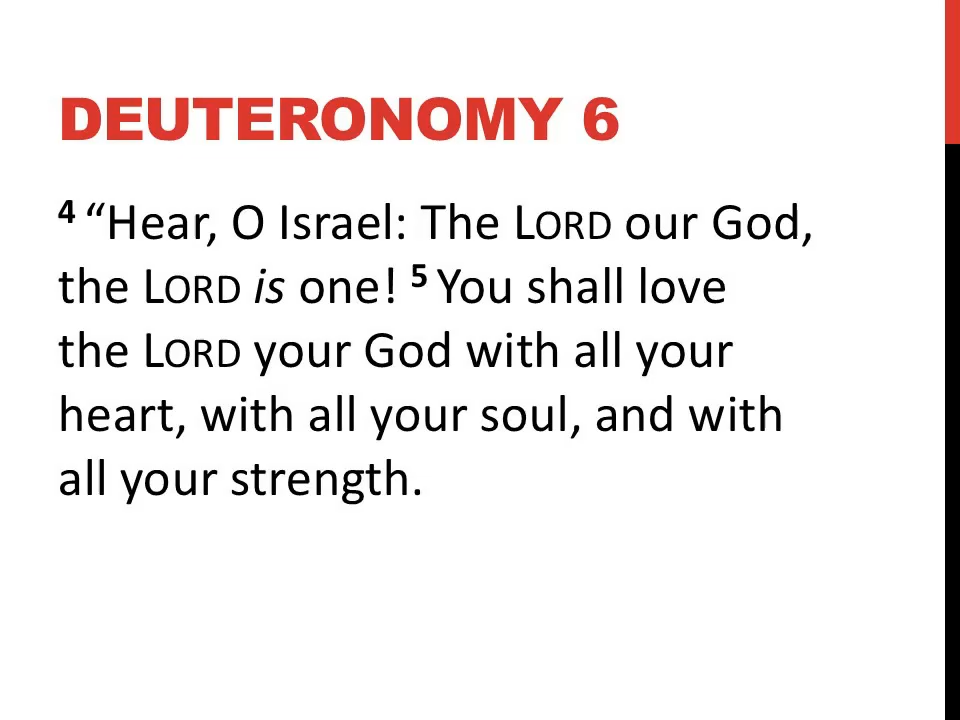 DEUTERONOMY 6
4 “Hear, O Israel: The LORD our God,
the LORD is one! 5 You shall love
the LORD your God with all your
heart, with all your soul, and with
all your strength.